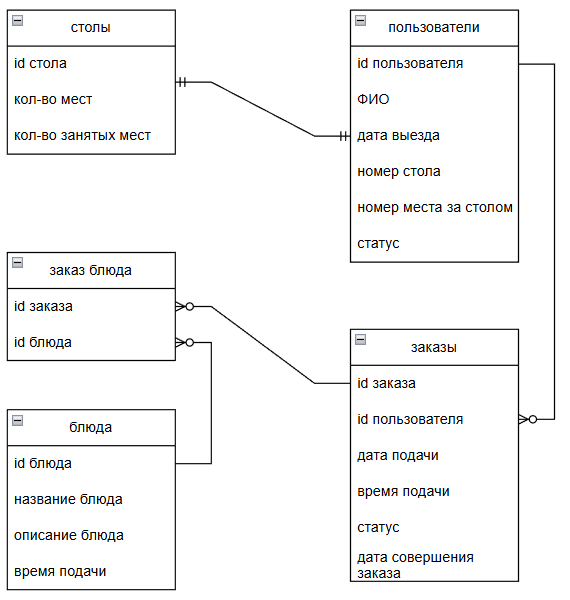 столы
id стола
кол-во мест
кол-во занятых мест
пользователи
id пользователя
ФИО
дата выезда
номер стола
номер места за столом
статус
заказ блюда
id заказа
id блюда
блюда
id блюда
название блюда
описание блюда
время подачи
заказы
id заказа
id пользователя
дата подачи
время подачи
статус
дата совершения
заказа